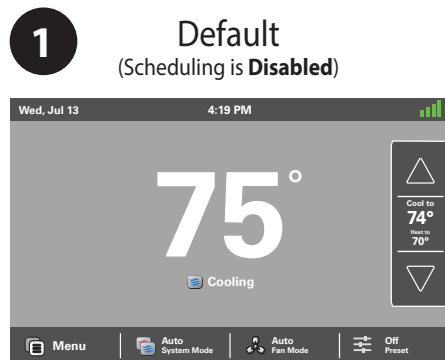 1
Default
(Scheduling is Disabled)
Wed, Jul 13
4:19 PM
75°
Cooling
Cool to
74°
Heat to
70°
Menu
Auto
System Mode
Auto
Fan Mode
Off
Preset